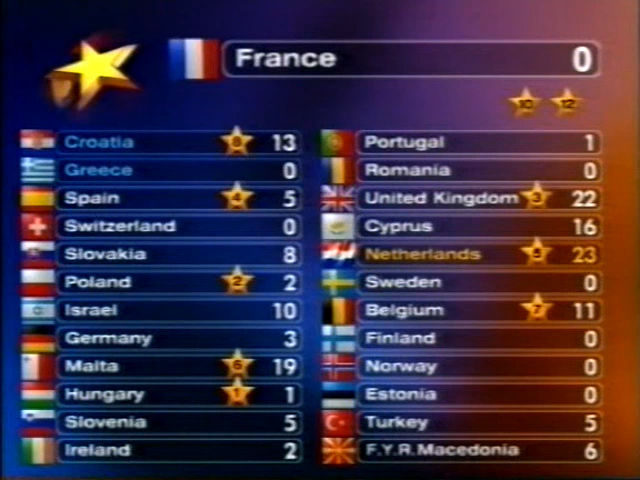 France 0
10 12
Croatia 8 13
Greece 0
Spain 4 5
Switzerland 0
Slovakia 8
Poland 2 2
Israel 10
Germany 3
Malta 6 19
Hungary 1 1
Slovenia 5
Ireland 2
Portugal 1
Romania 0
United Kingdom 3 22
Cyprus 16
Netherlands 5 23
Sweden 0
Belgium 7 11
Finland 0
Norway 0
Estonia 0
Turkey 5
F.Y.R.Macedonia 6